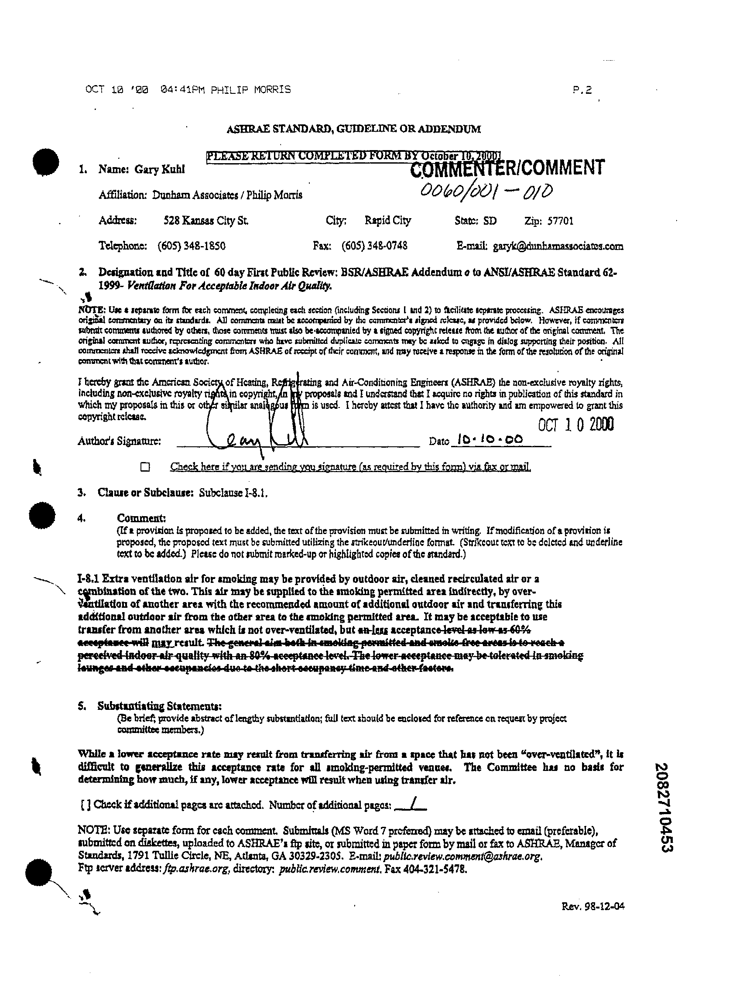 OCT 10 '00 04:41PM PHILIP MORRIS P.2
ASHRAE STANDARD, GUIDELINE OR ADDENDUM
PLEASE RETURN COMPLETED FORM BY October 10, 2000]
COMMENTER/COMMENT
0060/001-010
1. Name: Gary Kuhl
Affiliation: Dunham Associates / Philip Morris
Address: 528 Kansas City St. City: Rapid City State: SD Zip: 57701
Telephone: (605) 348-1850 Fax: (605) 348-0748 E-mail: garyk@dunhamassociates.com
2. Designation and Title of 60 day First Public Review: BSR/ASHRAE Addendum o to ANSI/ASHRAE Standard 62-
1999- Ventilation For Acceptable Indoor Air Quality.
NOTE: Use a separate form for each comment, completing each section (including Sections 1 and 2) to facilitate separate processing. ASHRAE encourages
original commentary on its standards. All comments must be accompanied by the commenter's signed release, as provided below. However, if commenters
submit comments authored by others, those comments must also be accompanied by a signed copyright release from the author of the original comment. The
original comment author, representing commenters who have submitted duplicate comments may be asked to engage in dialog supporting their position. All
commenters shall receive acknowledgment from ASHRAE of receipt of their comment, and may receive a response in the form of the resolution of the original
comment with that comment's author.
I hereby grant the American Society of Heating, Refrigerating and Air-Conditioning Engineers (ASHRAE) the non-exclusive royalty rights,
including non-exclusive royalty rights in copyright, in my proposals and I understand that I acquire no rights in publication of this standard in
which my proposals in this or other similar analogous form is used. I hereby attest that I have the authority and am empowered to grant this
copyright release.
OCT 10 2000
Author's Signature: Gary Kuhl Date 10-10-00
Check here if you are sending you signature (as required by this form) via fax or mail.
3. Clause or Subclause: Subclause I-8.1.
4. Comment:
(If a provision is proposed to be added, the text of the provision must be submitted in writing. If modification of a provision is
proposed, the proposed text must be submitted utilizing the strikeout/underline format. (Strikeout text to be deleted and underline
text to be added.) Please do not submit marked-up or highlighted copies of the standard.)
I-8.1 Extra ventilation air for smoking may be provided by outdoor air, cleaned recirculated air or a
combination of the two. This air may be supplied to the smoking permitted area indirectly, by over-
ventilation of another area with the recommended amount of additional outdoor air and transferring this
additional outdoor air from the other area to the smoking permitted area. It may be acceptable to use
transfer from another area which is not over-ventilated, but an less acceptance level as low as 60%
acceptance will may result. The general aim both in smoking permitted and smoke free areas is to reach a
perceived indoor air quality with an 80% acceptance level. The lower acceptance may be tolerated in smoking
lounges and other occupancies due to the short occupancy time and other factors.
5. Substantiating Statements:
(Be brief; provide abstract of lengthy substantiation; full text should be enclosed for reference on request by project
committee members.)
While a lower acceptance rate may result from transferring air from a space that has not been "over-ventilated", it is
difficult to generalize this acceptance rate for all smoking-permitted venues. The Committee has no basis for
determining how much, if any, lower acceptance will result when using transfer air.
[ ] Check if additional pages are attached. Number of additional pages: 1
NOTE: Use separate form for each comment. Submittals (MS Word 7 preferred) may be attached to email (preferable),
submitted on diskettes, uploaded to ASHRAE's ftp site, or submitted in paper form by mail or fax to ASHRAE, Manager of
Standards, 1791 Tullie Circle, NE, Atlanta, GA 30329-2305. E-mail: public.review.comment@ashrae.org.
Ftp server address: ftp.ashrae.org, directory: public.review.comment, Fax 404-321-5478.
Rev. 98-12-04
2082710453